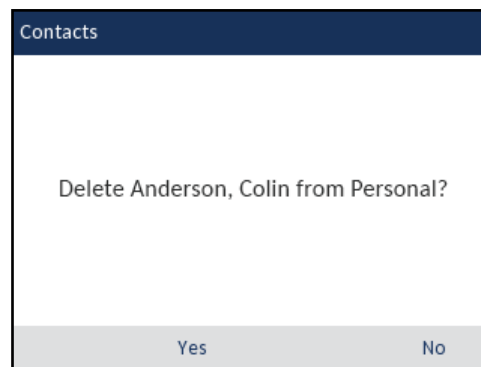 Contacts
Delete Anderson, Colin from Personal?
Yes No